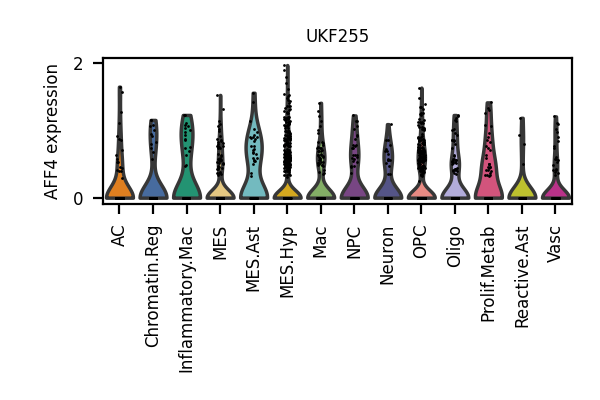 UKF255
AFF4 expression
2
0
AC
Chromatin.Reg
Inflammatory.Mac
MES
MES.Ast
MES.Hyp
Mac
NPC
Neuron
OPC
Oligo
Prolif.Metab
Reactive.Ast
Vasc